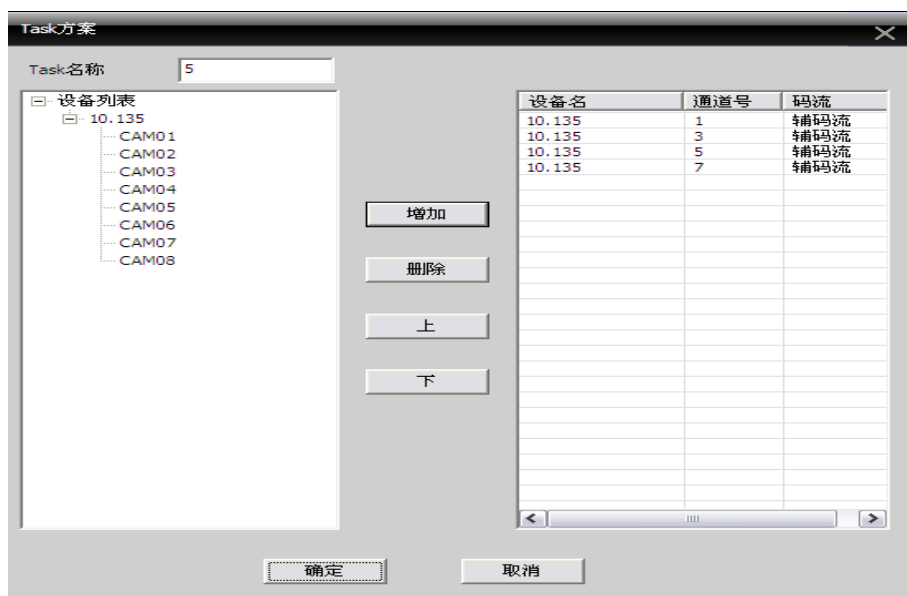 Task方案
Task名称 5
设备列表
10.135
CAM01
CAM02
CAM03
CAM04
CAM05
CAM06
CAM07
CAM08
增加
删除
上
下
设备名 通道号 码流
10.135 1 辅码流
10.135 3 辅码流
10.135 5 辅码流
10.135 7 辅码流
确定 取消